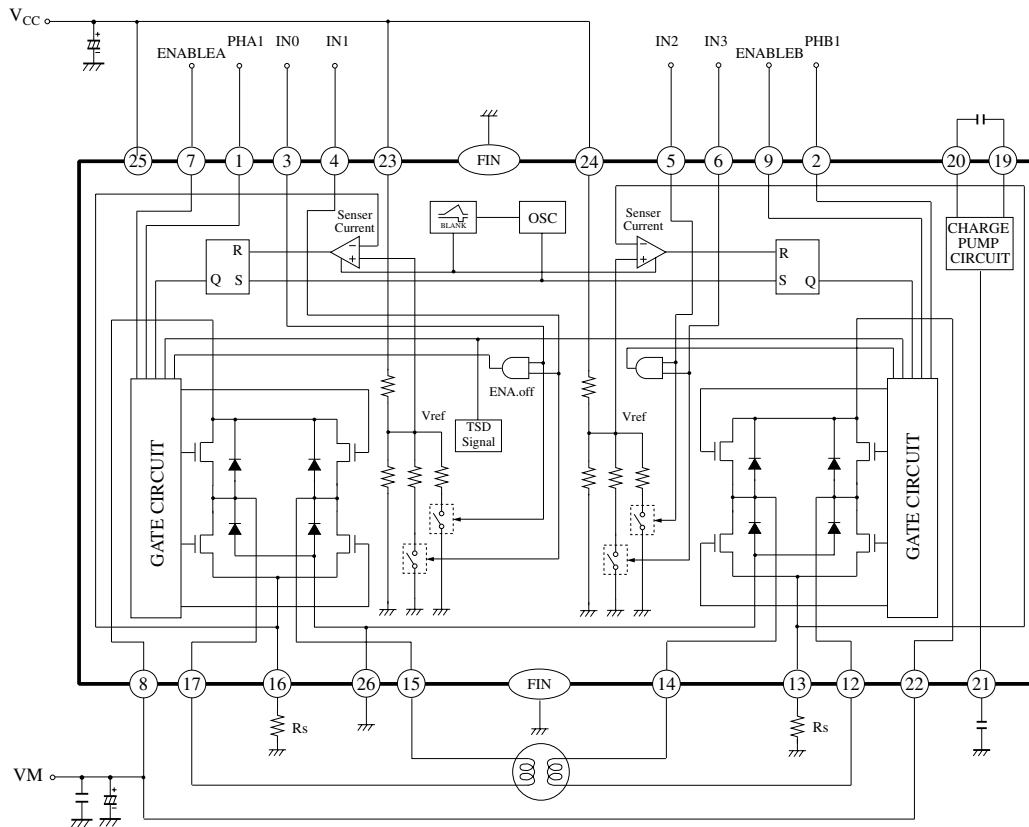 VCC
ENABLEA
PHA1
IN0
IN1
IN2
IN3
ENABLEB
PHB1
25
7
1
3
4
23
FIN
24
5
6
9
2
20
19
Senser
Current
BLANK
OSC
Senser
Current
CHARGE
PUMP
CIRCUIT
R
Q
S
−
+
−
+
R
S
Q
ENA.off
Vref
TSD
Signal
Vref
GATE CIRCUIT
GATE CIRCUIT
8
17
16
26
15
FIN
14
13
12
22
21
Rs
Rs
VM
+
−
+
−